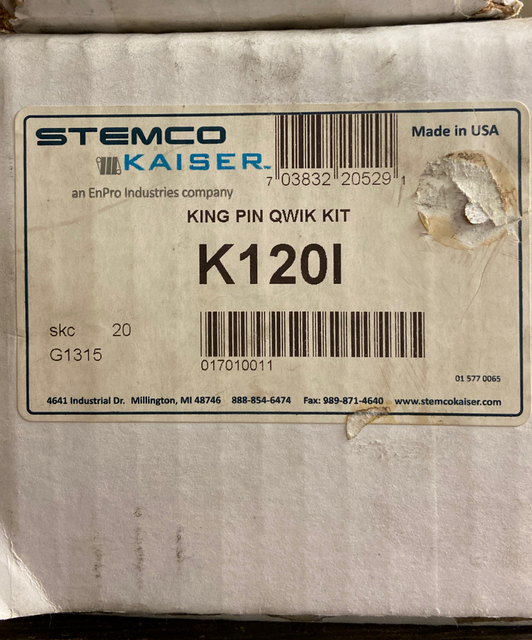 STEMCO
KAISER™
an EnPro Industries company
Made in USA
7 03832 20529 1
KING PIN QWIK KIT
K120I
skc 20
G1315
017010011
01 577 0065
4641 Industrial Dr. Millington, MI 48746 888-854-6474 Fax: 989-871-4640 www.stemcokaiser.com